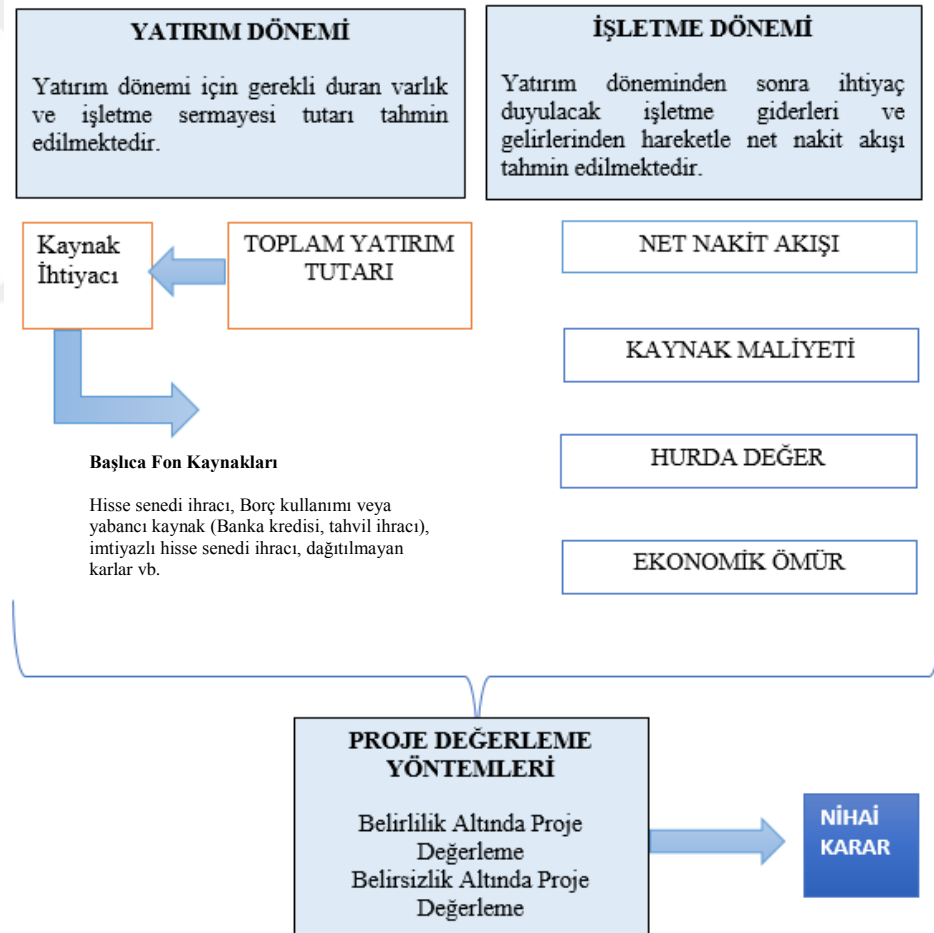 YATIRIM DÖNEMİ
Yatırım dönemi için gerekli duran varlık
ve işletme sermayesi tutarı tahmin
edilmektedir.
İŞLETME DÖNEMİ
Yatırım döneminden sonra ihtiyaç
duyulacak işletme giderleri ve
gelirlerinden hareketle net nakit akışı
tahmin edilmektedir.
Kaynak
İhtiyacı
TOPLAM YATIRIM
TUTARI
NET NAKİT AKIŞI
KAYNAK MALİYETİ
HURDA DEĞER
EKONOMİK ÖMÜR
Başlıca Fon Kaynakları
Hisse senedi ihracı, Borç kullanımı veya
yabancı kaynak (Banka kredisi, tahvil ihracı),
imtiyazlı hisse senedi ihracı, dağıtılmayan
karlar vb.
PROJE DEĞERLEME
YÖNTEMLERİ
Belirlilik Altında Proje
Değerleme
Belirsizlik Altında Proje
Değerleme
NİHAİ
KARAR